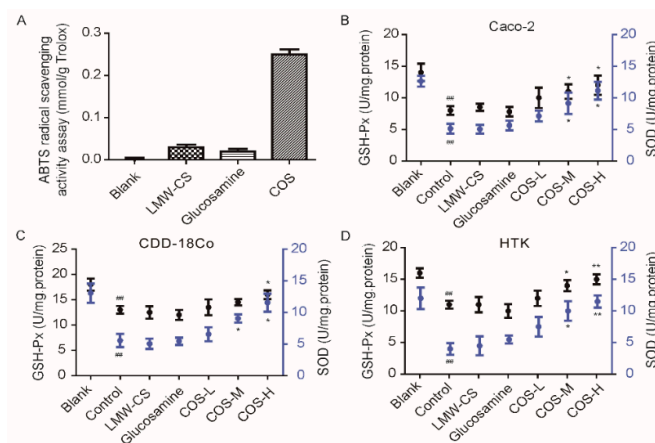 A
ABTS radical scavenging
activity assay (mmol/g Trolox)
0.3
0.2
0.1
0.0
Blank
LMW-CS
Glucosamine
COS
B
Caco-2
GSH-Px (U/mg.protein)
20
15
10
5
0
##
##
*
*
*
*
20
15
10
5
0
SOD (U/mg.protein)
Blank
Control
LMW-CS
Glucosamine
COS-L
COS-M
COS-H
C
CDD-18Co
GSH-Px (U/mg.protein)
25
20
15
10
5
0
##
##
*
*
*
20
15
10
5
0
SOD (U/mg.protein)
Blank
Control
LMW-CS
Glucosamine
COS-L
COS-M
COS-H
D
HTK
GSH-Px (U/mg.protein)
20
15
10
5
0
##
##
*
*
**
**
20
15
10
5
0
SOD (U/mg.protein)
Blank
Control
LMW-CS
Glucosamine
COS-L
COS-M
COS-H